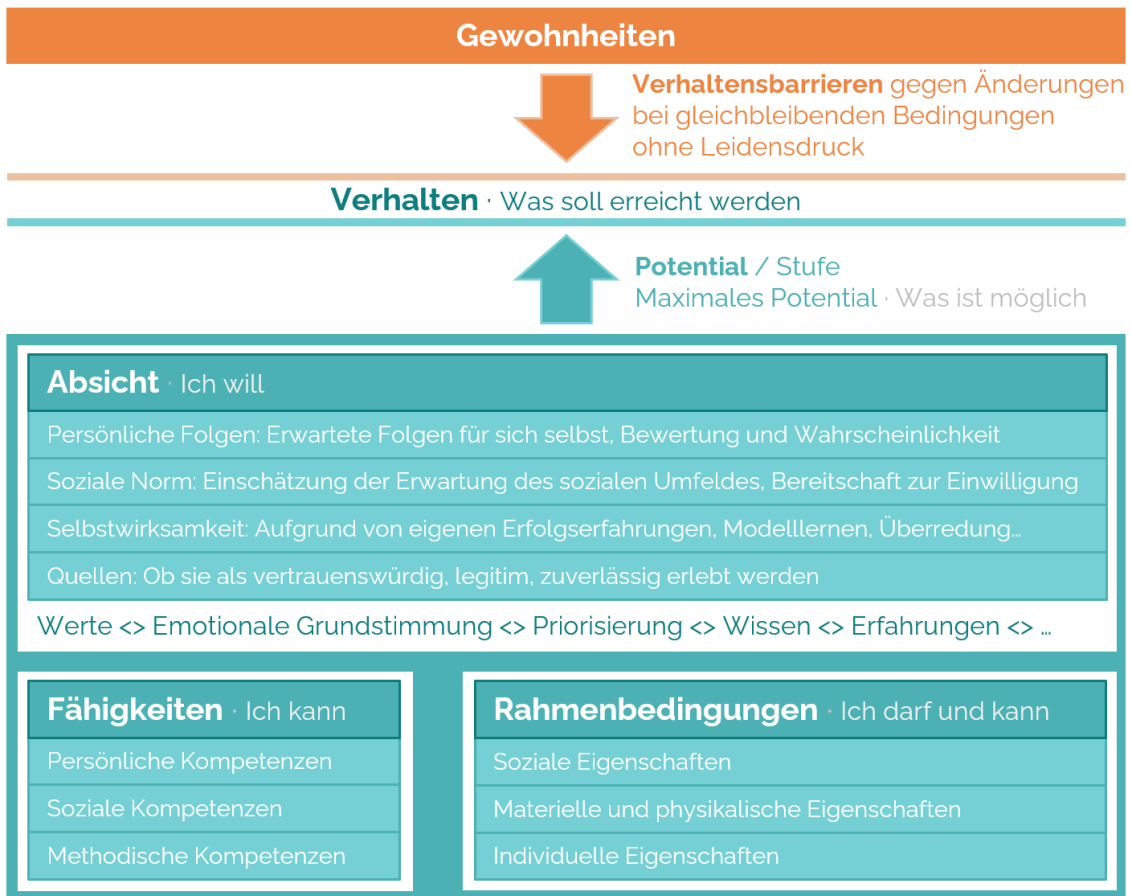 Gewohnheiten
Verhaltensbarrieren gegen Änderungen
bei gleichbleibenden Bedingungen
ohne Leidensdruck
Verhalten · Was soll erreicht werden
Potential / Stufe
Maximales Potential · Was ist möglich
Absicht · Ich will
Persönliche Folgen: Erwartete Folgen für sich selbst, Bewertung und Wahrscheinlichkeit
Soziale Norm: Einschätzung der Erwartung des sozialen Umfeldes, Bereitschaft zur Einwilligung
Selbstwirksamkeit: Aufgrund von eigenen Erfolgserfahrungen, Modelllernen, Überredung…
Quellen: Ob sie als vertrauenswürdig, legitim, zuverlässig erlebt werden
Werte <> Emotionale Grundstimmung <> Priorisierung <> Wissen <> Erfahrungen <> …
Fähigkeiten · Ich kann
Persönliche Kompetenzen
Soziale Kompetenzen
Methodische Kompetenzen
Rahmenbedingungen · Ich darf und kann
Soziale Eigenschaften
Materielle und physikalische Eigenschaften
Individuelle Eigenschaften